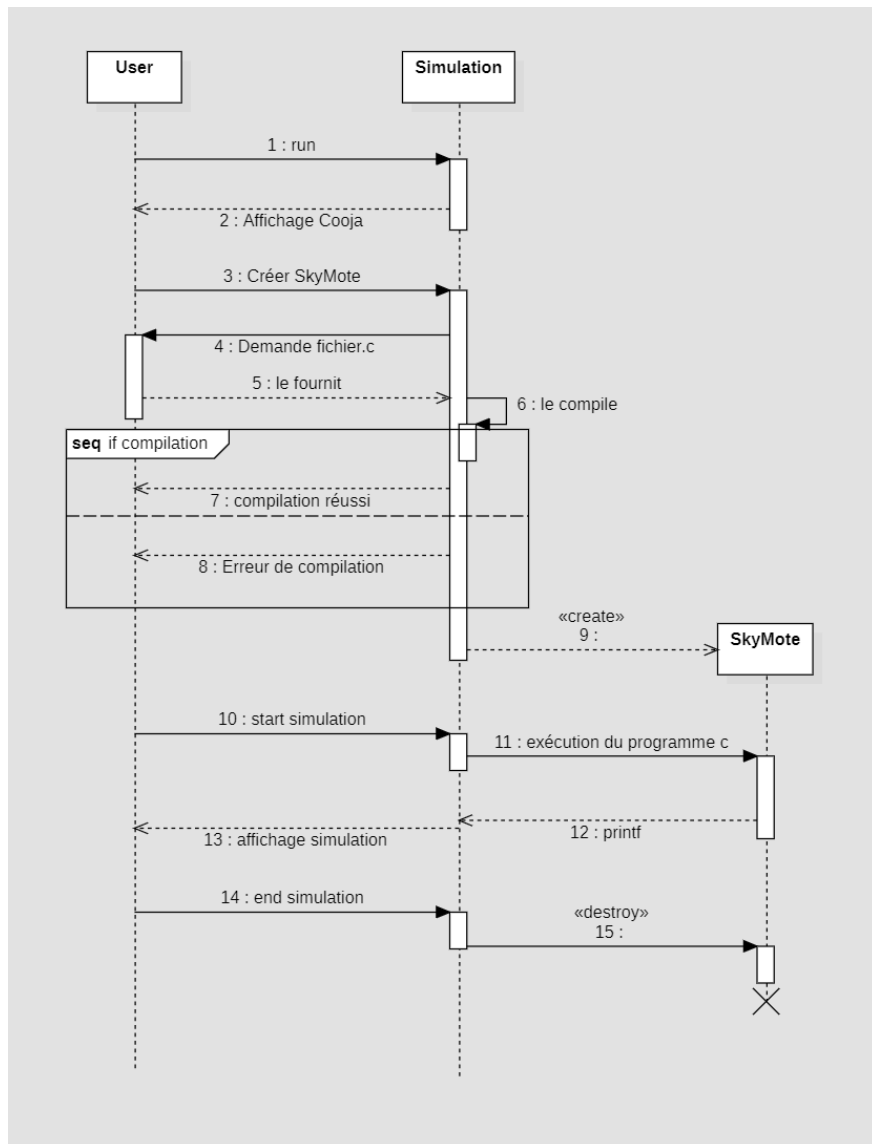 User
Simulation
1 : run
2 : Affichage Cooja
3 : Créer SkyMote
4 : Demande fichier.c
5 : le fournit
6 : le compile
seq if compilation
7 : compilation réussi
8 : Erreur de compilation
«create»
9 :
SkyMote
10 : start simulation
11 : exécution du programme c
12 : printf
13 : affichage simulation
14 : end simulation
«destroy»
15 :